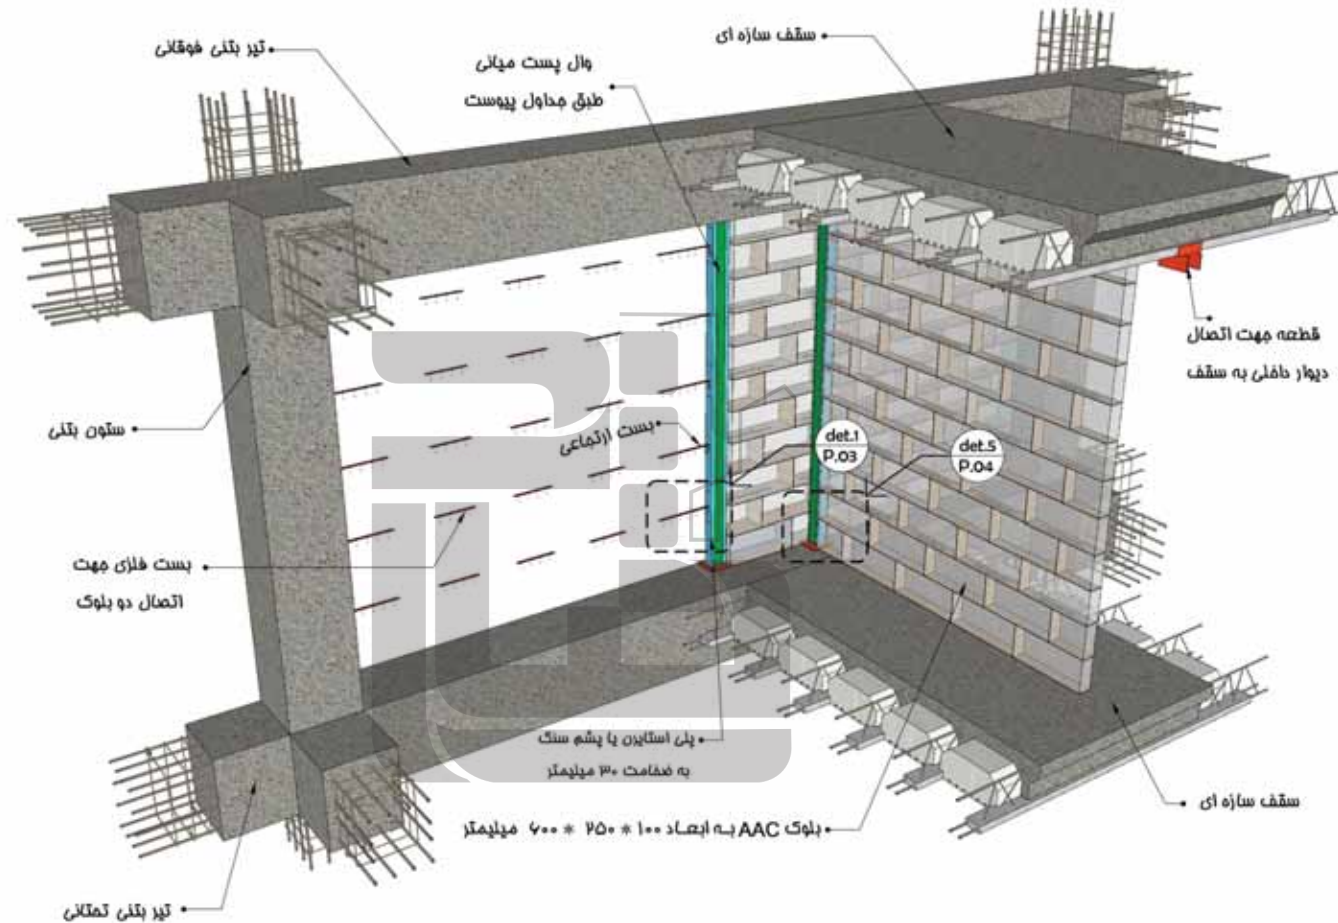 تیر بتنی فوقانی
وال پست میانی
طبق جداول پیوست
سقف سازه ای
قطعه جهت اتصال
دیوار داخلی به سقف
ستون بتنی
بست ارتجاعی
det.1
P.03
det.5
P.04
بست فلزی جهت
اتصال دو بلوک
پلی استایرن یا پشم سنگ
به ضخامت ۳۰ میلیمتر
بلوک AAC به ابعاد ۱۰۰ * ۲۵۰ * ۶۰۰ میلیمتر
سقف سازه ای
تیر بتنی تحتانی